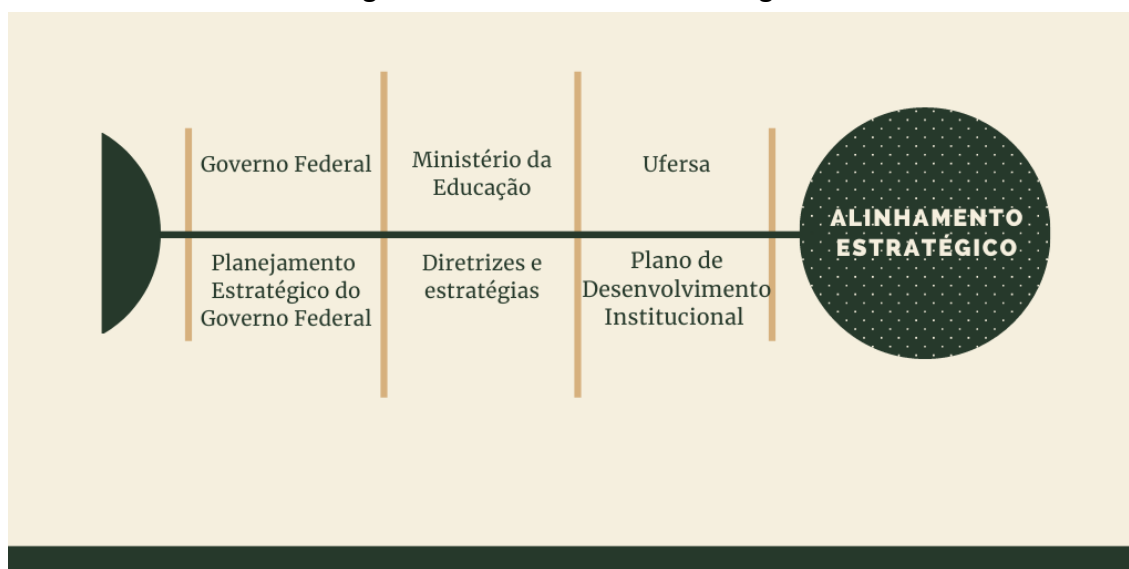 Governo Federal
Ministério da
Educação
Ufersa
Planejamento
Estratégico do
Governo Federal
Diretrizes e
estratégias
Plano de
Desenvolvimento
Institucional
ALINHAMENTO
ESTRATÉGICO